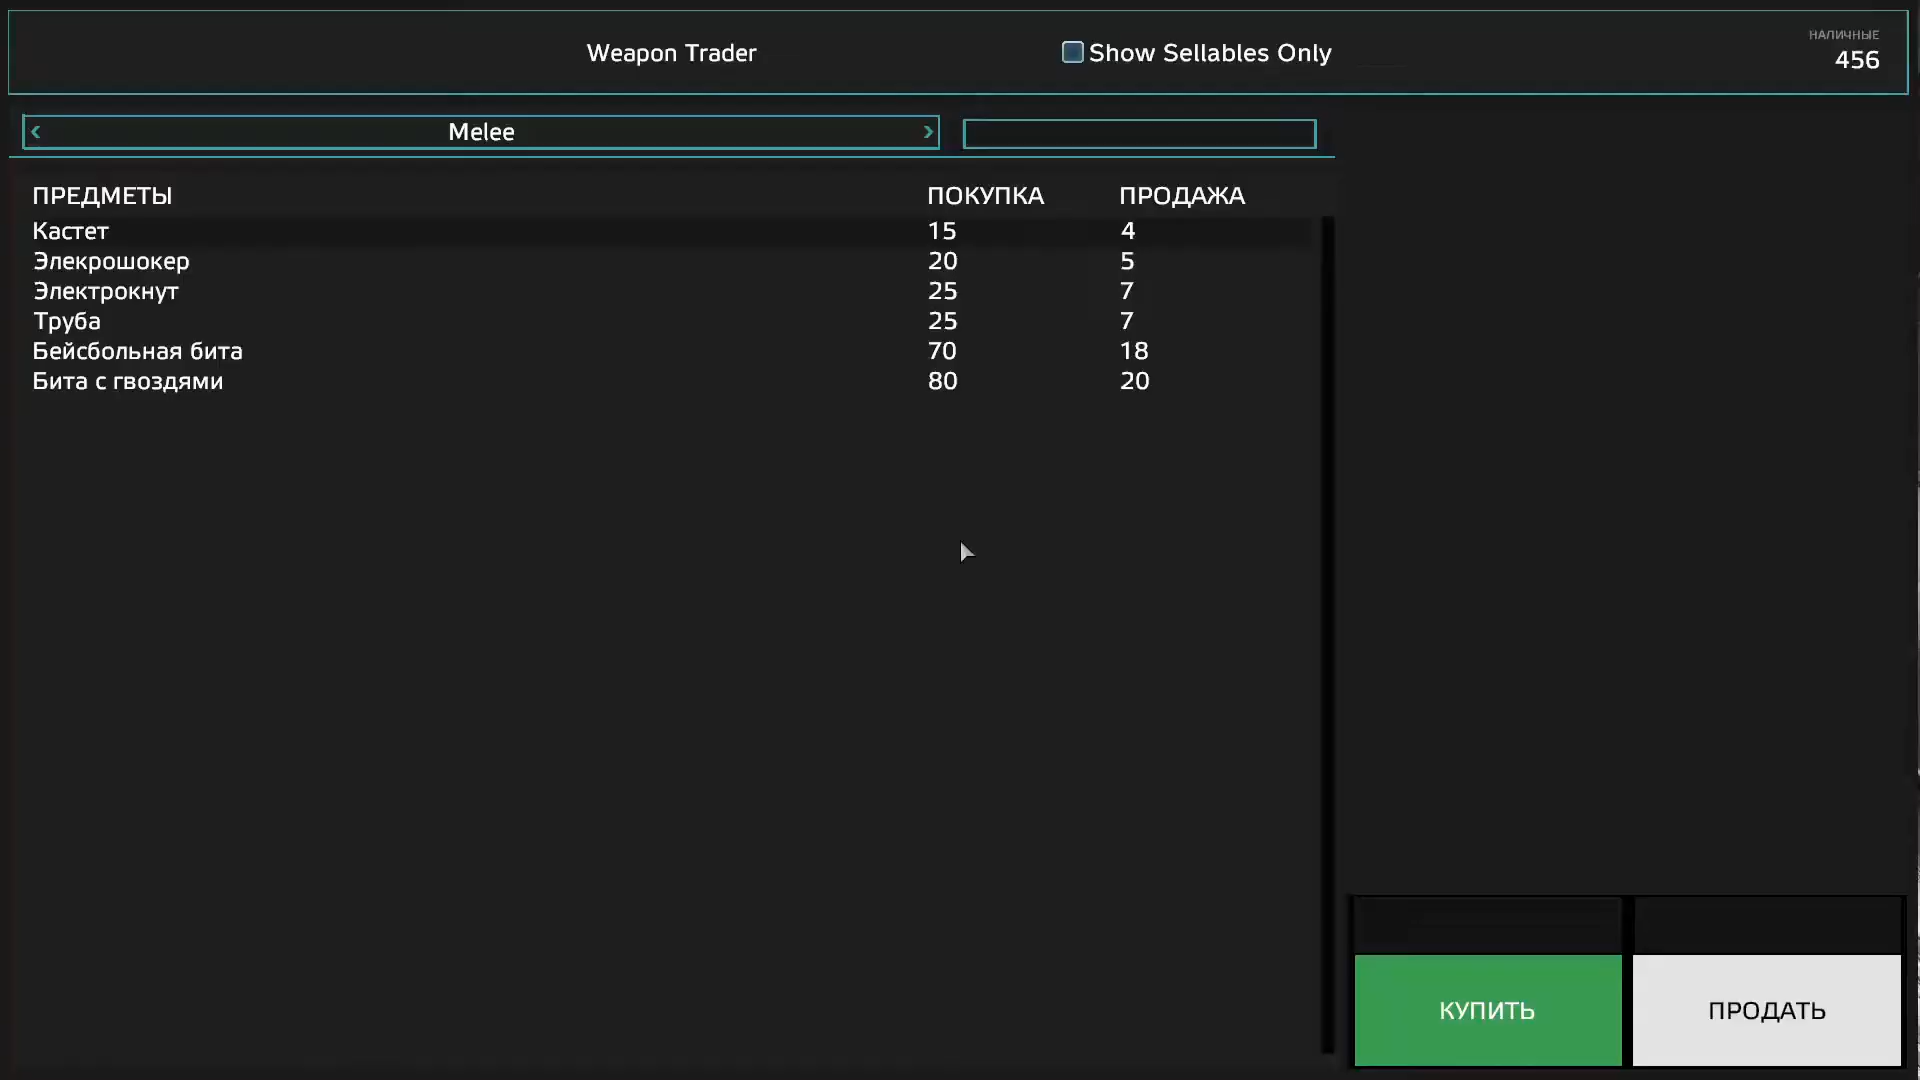 Weapon Trader
Show Sellables Only
НАЛИЧНЫЕ
456
< Melee >
ПРЕДМЕТЫ ПОКУПКА ПРОДАЖА
Кастет 15 4
Элекрошокер 20 5
Электрокнут 25 7
Труба 25 7
Бейсбольная бита 70 18
Бита с гвоздями 80 20
КУПИТЬ
ПРОДАТЬ